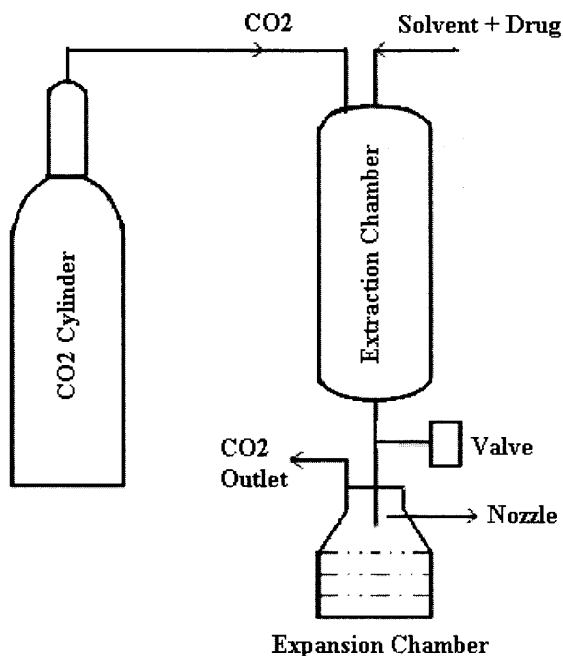 CO2
Solvent + Drug
CO2 Cylinder
Extraction Chamber
CO2
Outlet
Valve
Nozzle
Expansion Chamber